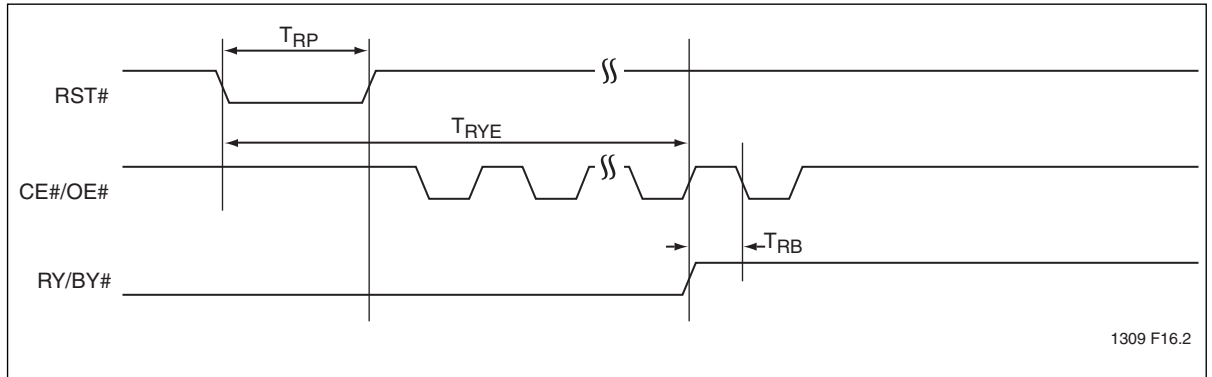 TRP
RST#
TRYE
CE#/OE#
TRB
RY/BY#
1309 F16.2